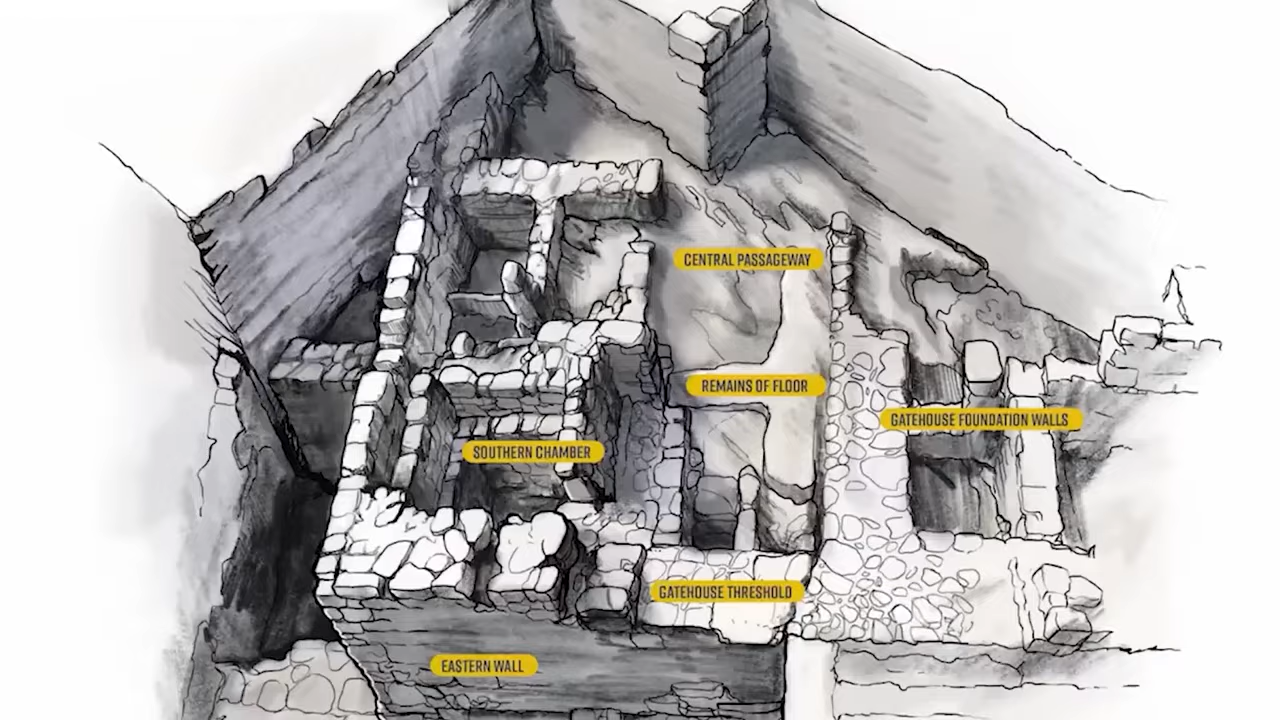 CENTRAL PASSAGEWAY
REMAINS OF FLOOR
GATEHOUSE FOUNDATION WALLS
SOUTHERN CHAMBER
GATEHOUSE THRESHOLD
EASTERN WALL